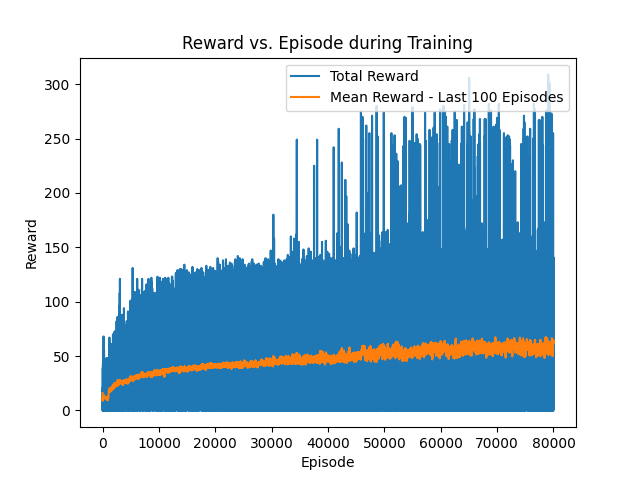 Reward vs. Episode during Training
Total Reward
Mean Reward - Last 100 Episodes
300
250
200
150
100
50
0
Reward
0 10000 20000 30000 40000 50000 60000 70000 80000
Episode